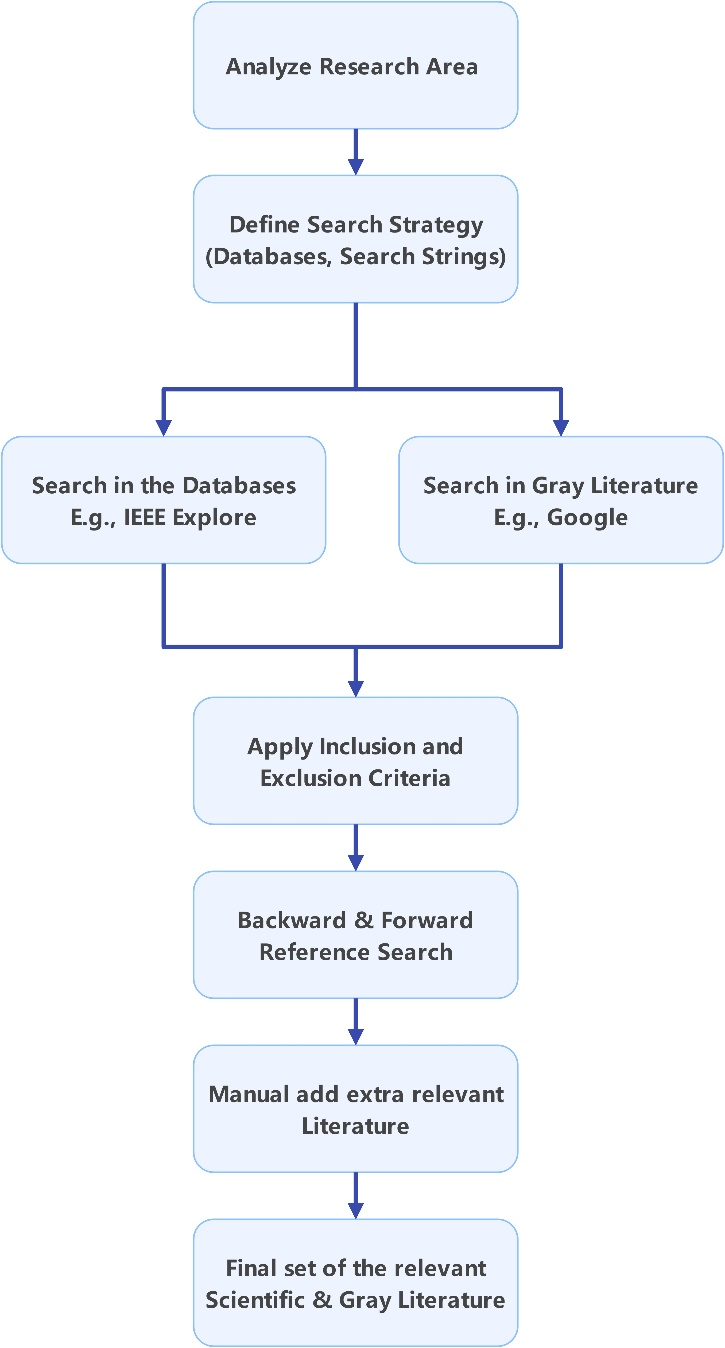 Analyze Research Area
Define Search Strategy
(Databases, Search Strings)
Search in the Databases
E.g., IEEE Explore
Search in Gray Literature
E.g., Google
Apply Inclusion and
Exclusion Criteria
Backward & Forward
Reference Search
Manual add extra relevant
Literature
Final set of the relevant
Scientific & Gray Literature